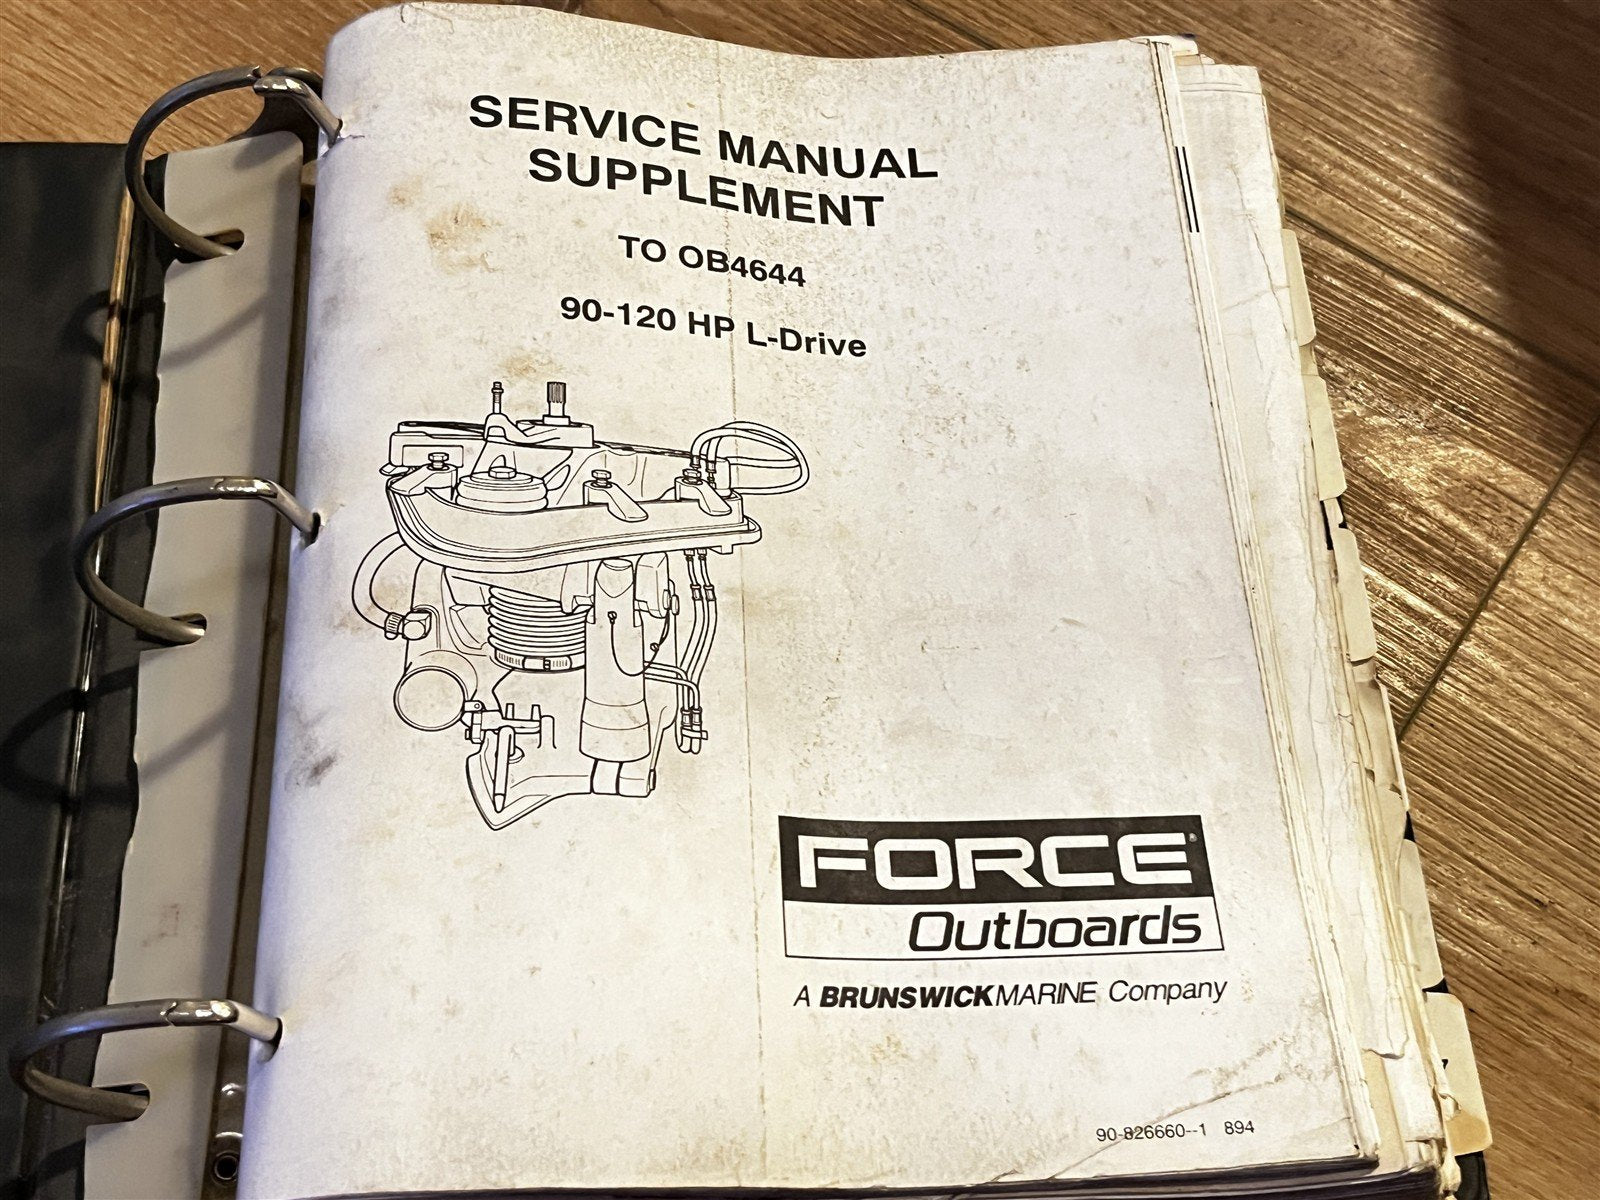 SERVICE MANUAL
SUPPLEMENT
TO OB4644
90-120 HP L-Drive
FORCE®
Outboards
A BRUNSWICK MARINE Company
90-826660--1 894